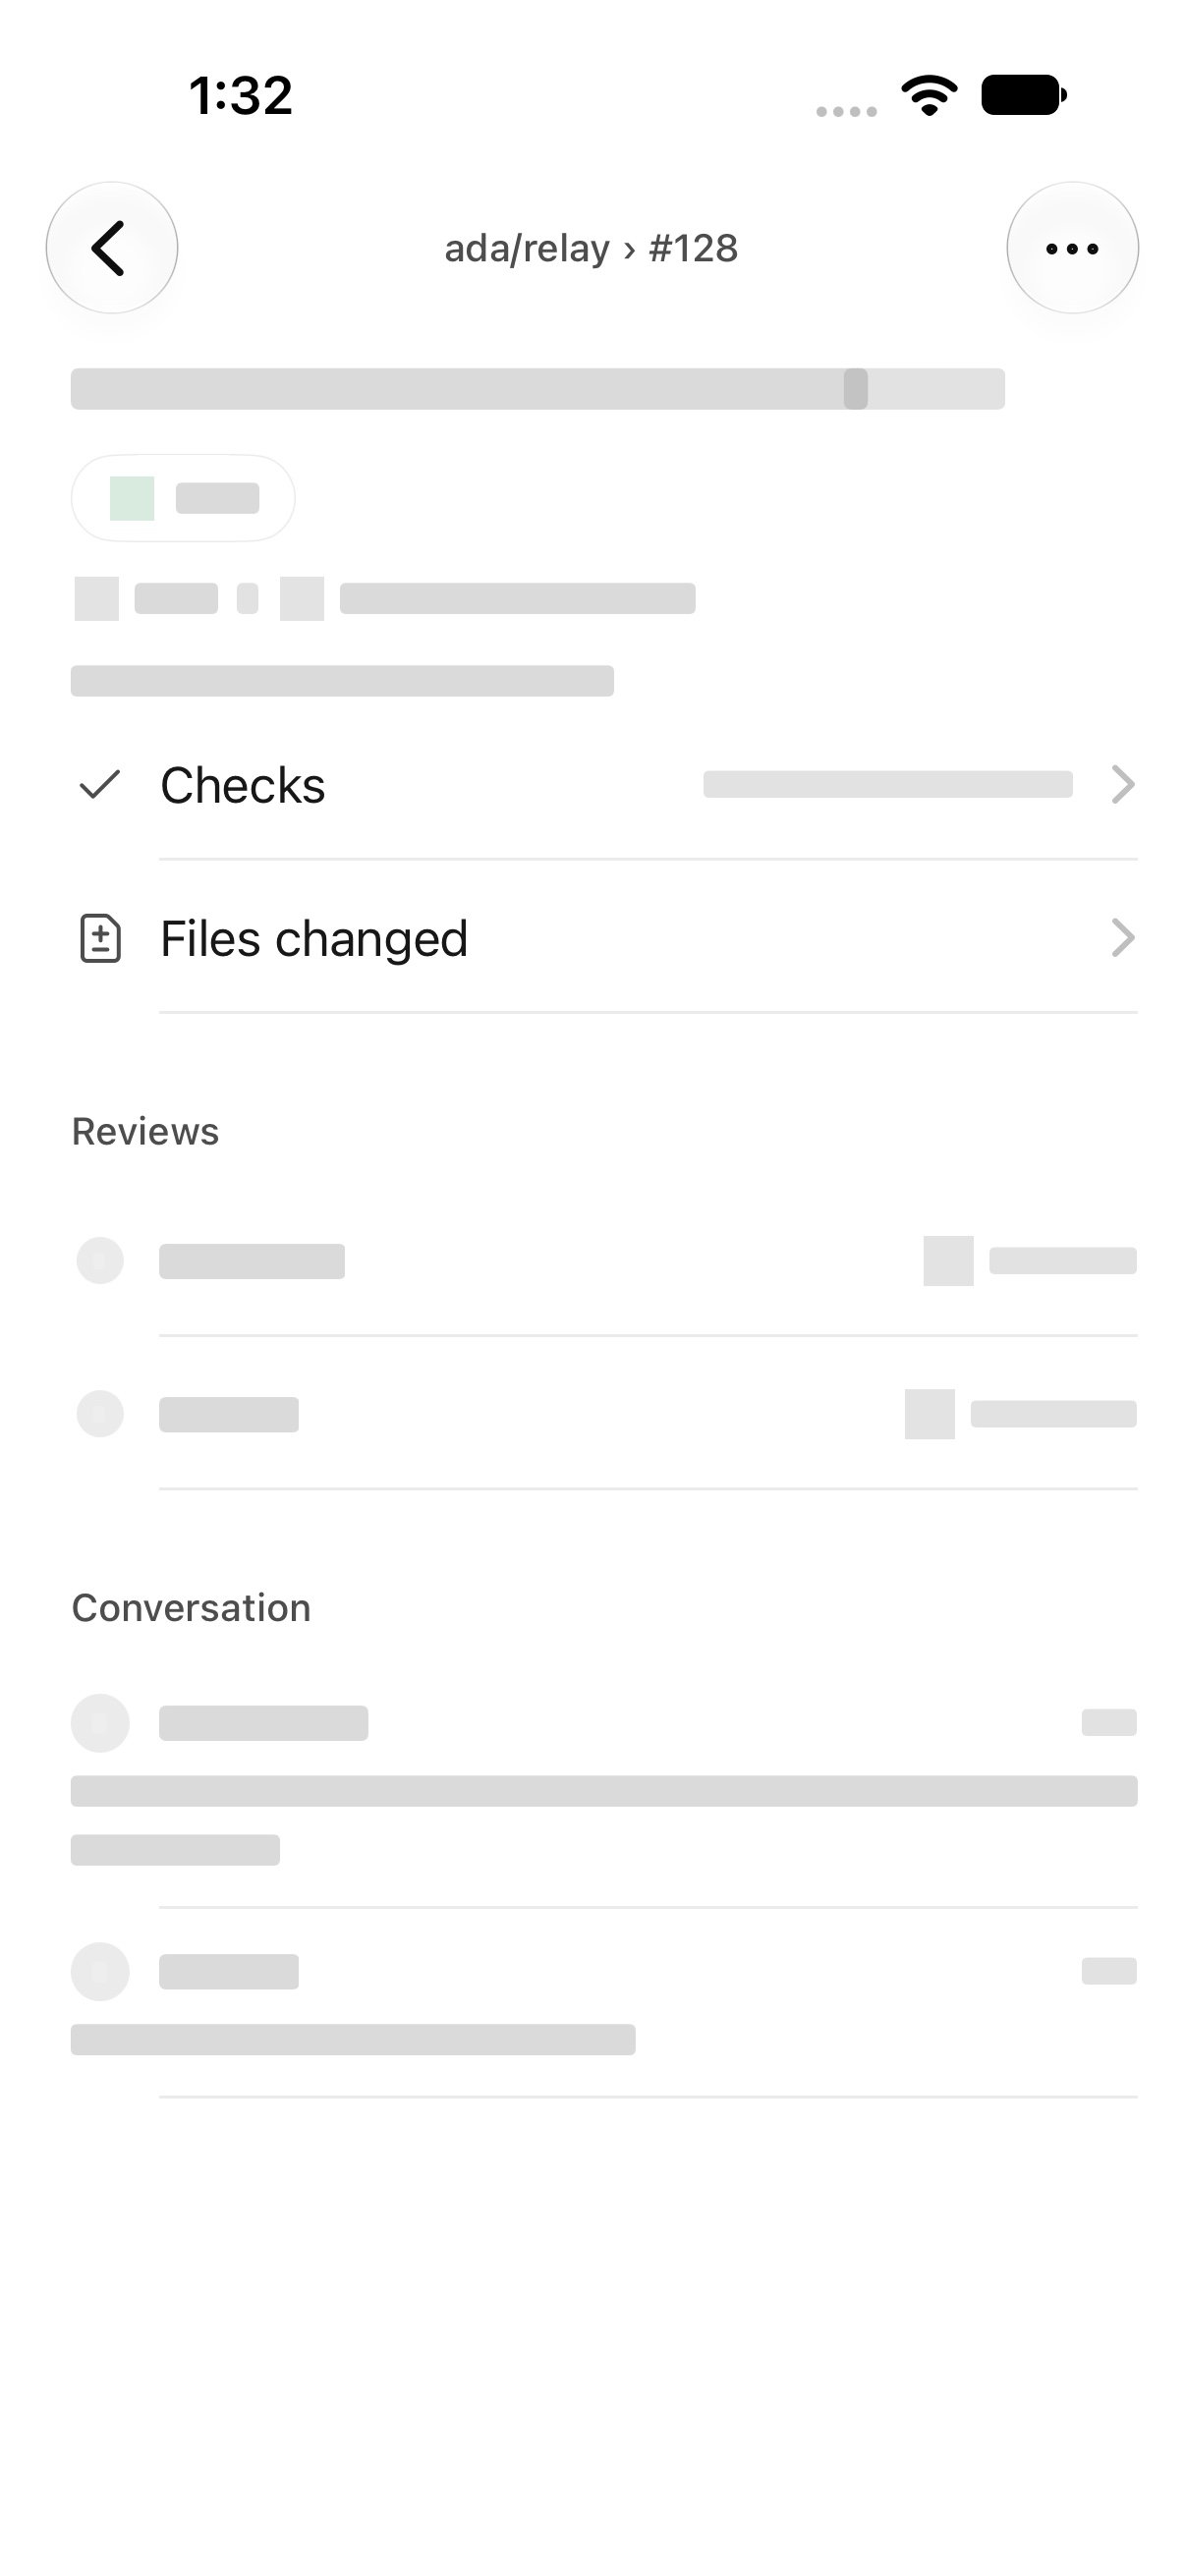 1:32
ada/relay › #128
Checks
Files changed
Reviews
Conversation